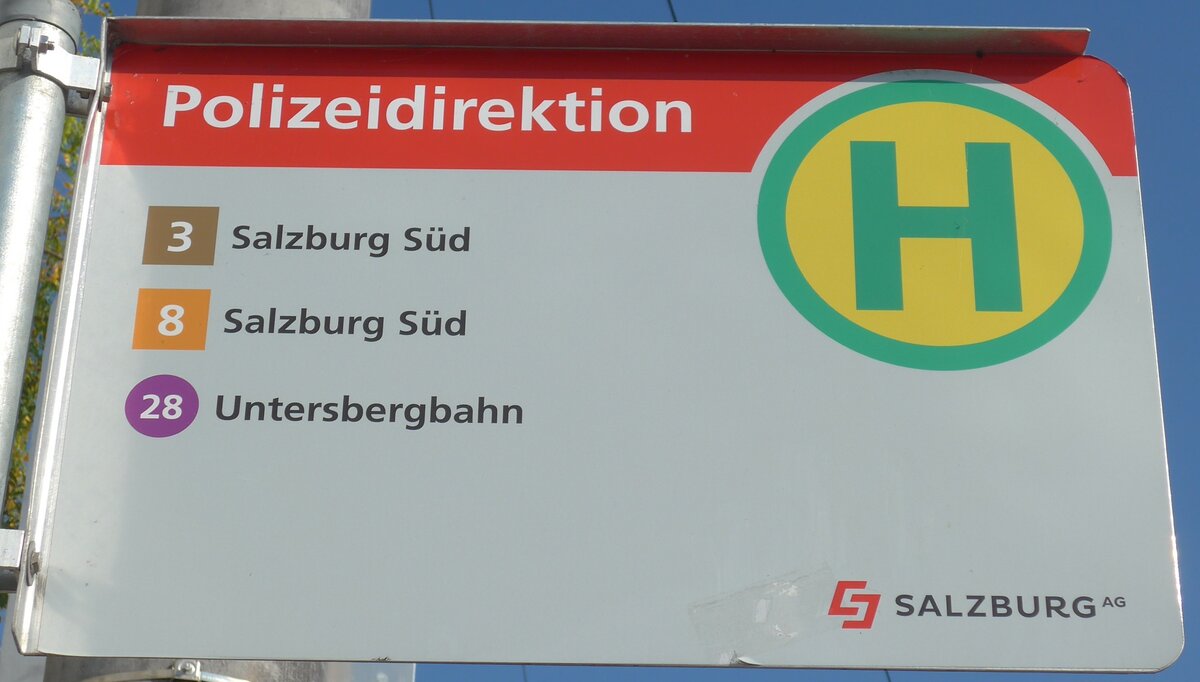 Polizeidirektion
H
3 Salzburg Süd
8 Salzburg Süd
28 Untersbergbahn
SALZBURG AG